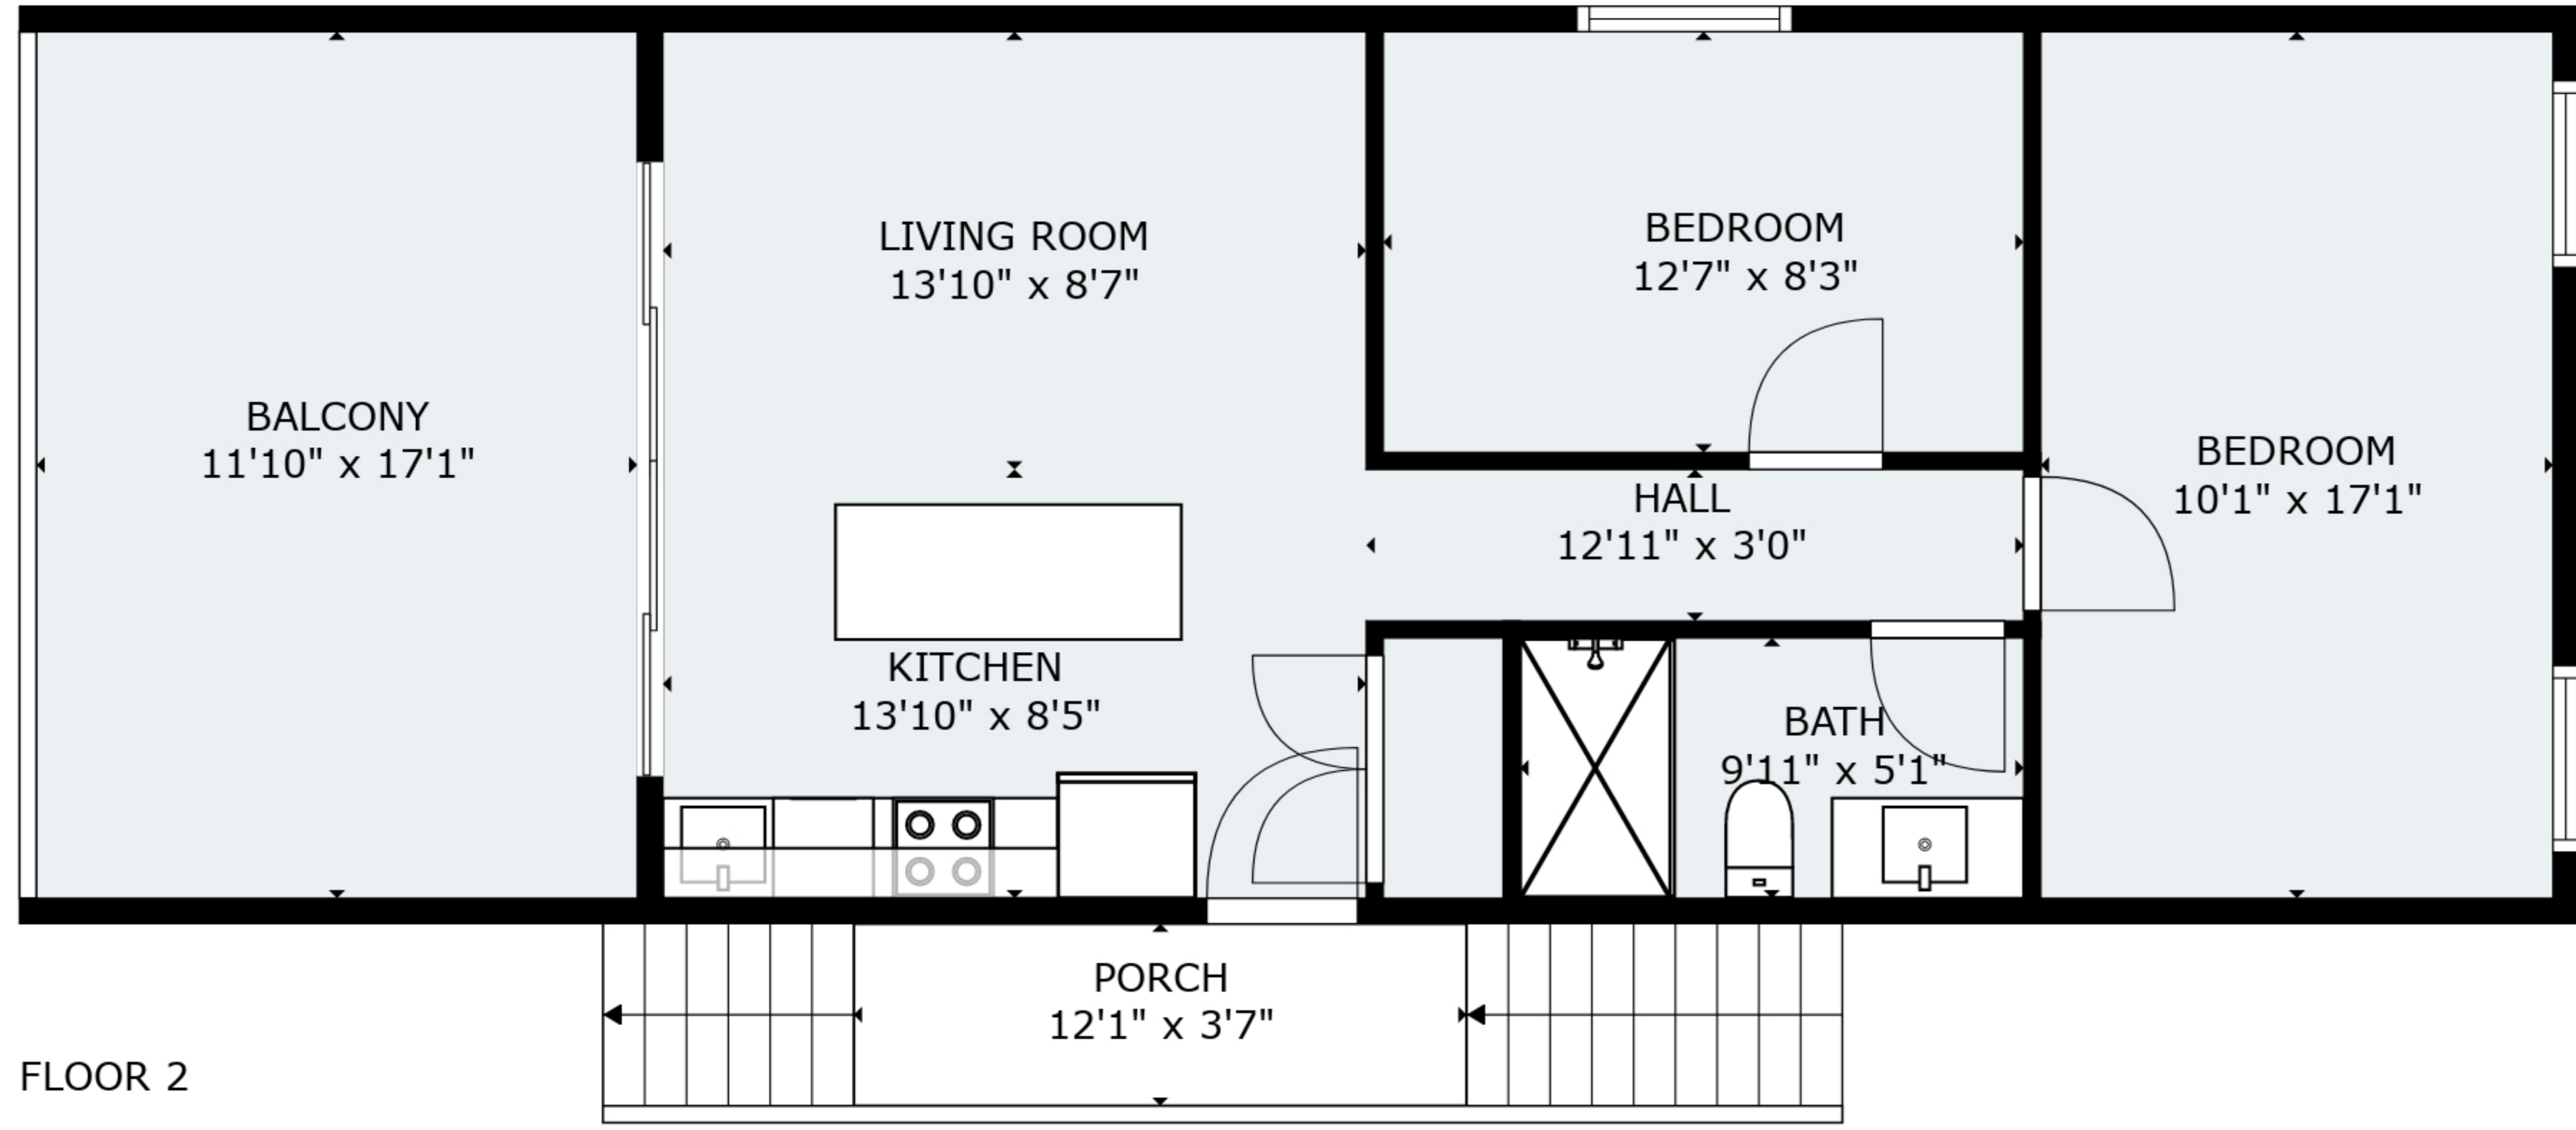 LIVING ROOM
13'10" x 8'7"
BEDROOM
12'7" x 8'3"
BALCONY
11'10" x 17'1"
BEDROOM
10'1" x 17'1"
HALL
12'11" x 3'0"
KITCHEN
13'10" x 8'5"
BATH
9'11" x 5'1"
PORCH
12'1" x 3'7"
FLOOR 2